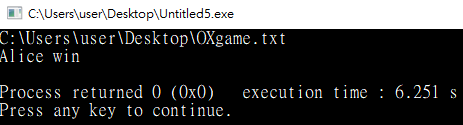 C:\Users\user\Desktop\Untitled5.exe
C:\Users\user\Desktop\OXgame.txt
Alice win
Process returned 0 (0x0)   execution time : 6.251 s
Press any key to continue.